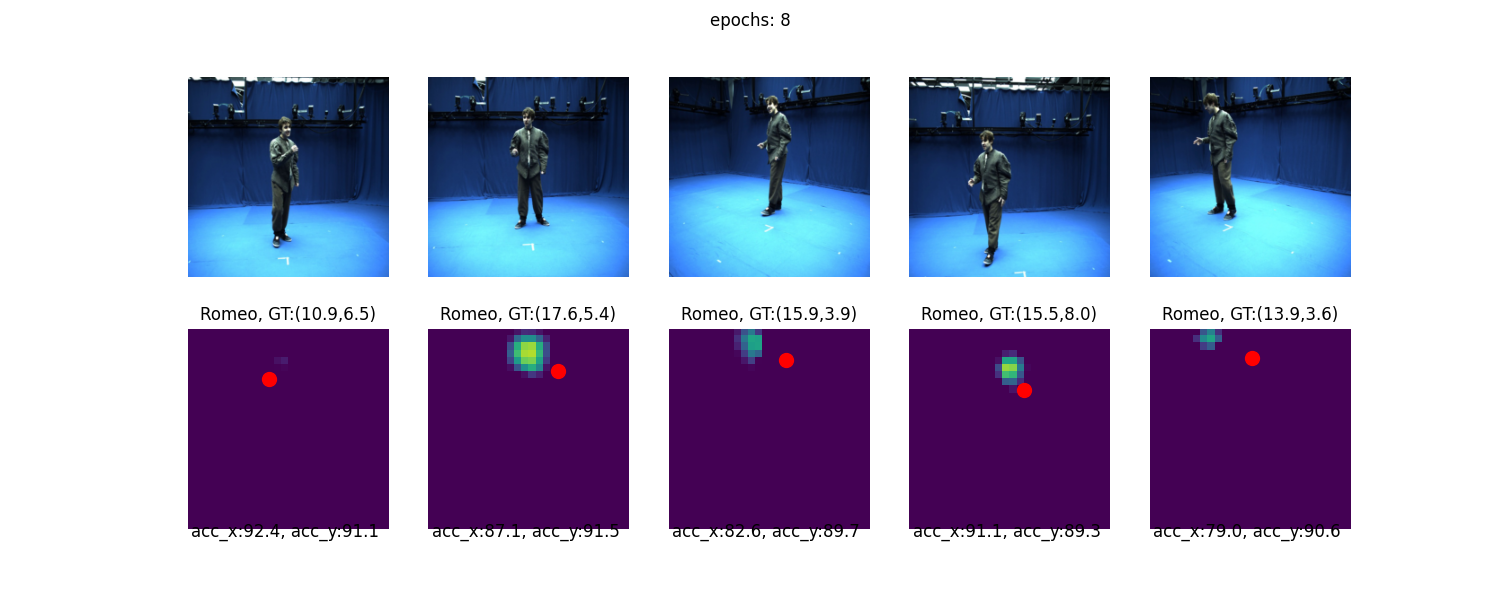 epochs: 8
Romeo, GT:(10.9,6.5)
Romeo, GT:(17.6,5.4)
Romeo, GT:(15.9,3.9)
Romeo, GT:(15.5,8.0)
Romeo, GT:(13.9,3.6)
acc_x:92.4, acc_y:91.1
acc_x:87.1, acc_y:91.5
acc_x:82.6, acc_y:89.7
acc_x:91.1, acc_y:89.3
acc_x:79.0, acc_y:90.6